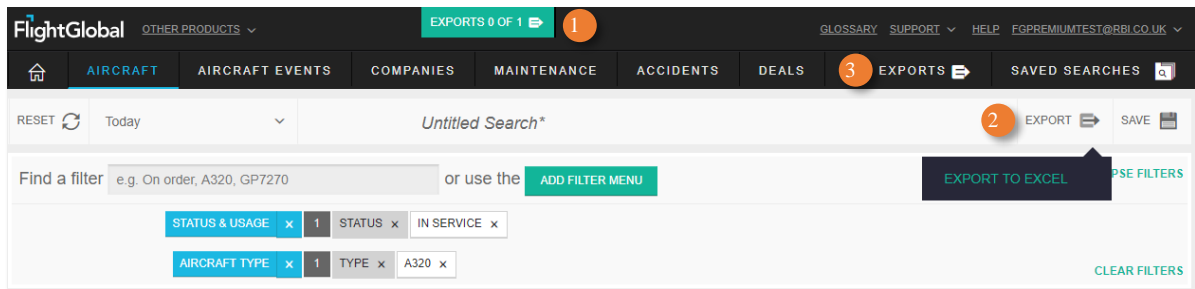 FlightGlobal OTHER PRODUCTS EXPORTS 0 OF 1 1 GLOSSARY SUPPORT HELP FGPREMIUMTEST@RBI.CO.UK
AIRCRAFT AIRCRAFT EVENTS COMPANIES MAINTENANCE ACCIDENTS DEALS 3 EXPORTS SAVED SEARCHES
RESET Today Untitled Search* 2 EXPORT SAVE
Find a filter e.g. On order, A320, GP7270 or use the ADD FILTER MENU EXPORT TO EXCEL PSE FILTERS
STATUS & USAGE x 1 STATUS x IN SERVICE x
AIRCRAFT TYPE x 1 TYPE x A320 x
CLEAR FILTERS